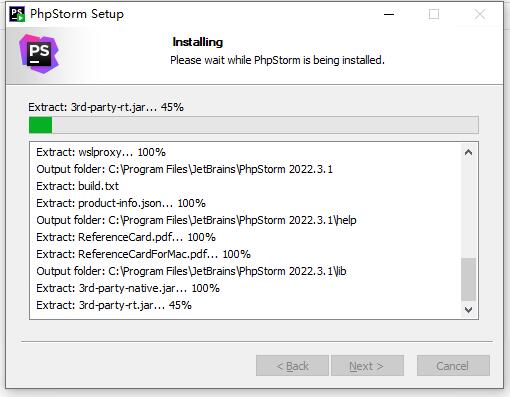 PhpStorm Setup
PS
Installing
Please wait while PhpStorm is being installed.
Extract: 3rd-party-rt.jar... 45%
Extract: wslproxy... 100%
Output folder: C:\Program Files\JetBrains\PhpStorm 2022.3.1
Extract: build.txt
Extract: product-info.json... 100%
Output folder: C:\Program Files\JetBrains\PhpStorm 2022.3.1\help
Extract: ReferenceCard.pdf... 100%
Extract: ReferenceCardForMac.pdf... 100%
Output folder: C:\Program Files\JetBrains\PhpStorm 2022.3.1\lib
Extract: 3rd-party-native.jar... 100%
Extract: 3rd-party-rt.jar... 45%
< Back Next > Cancel